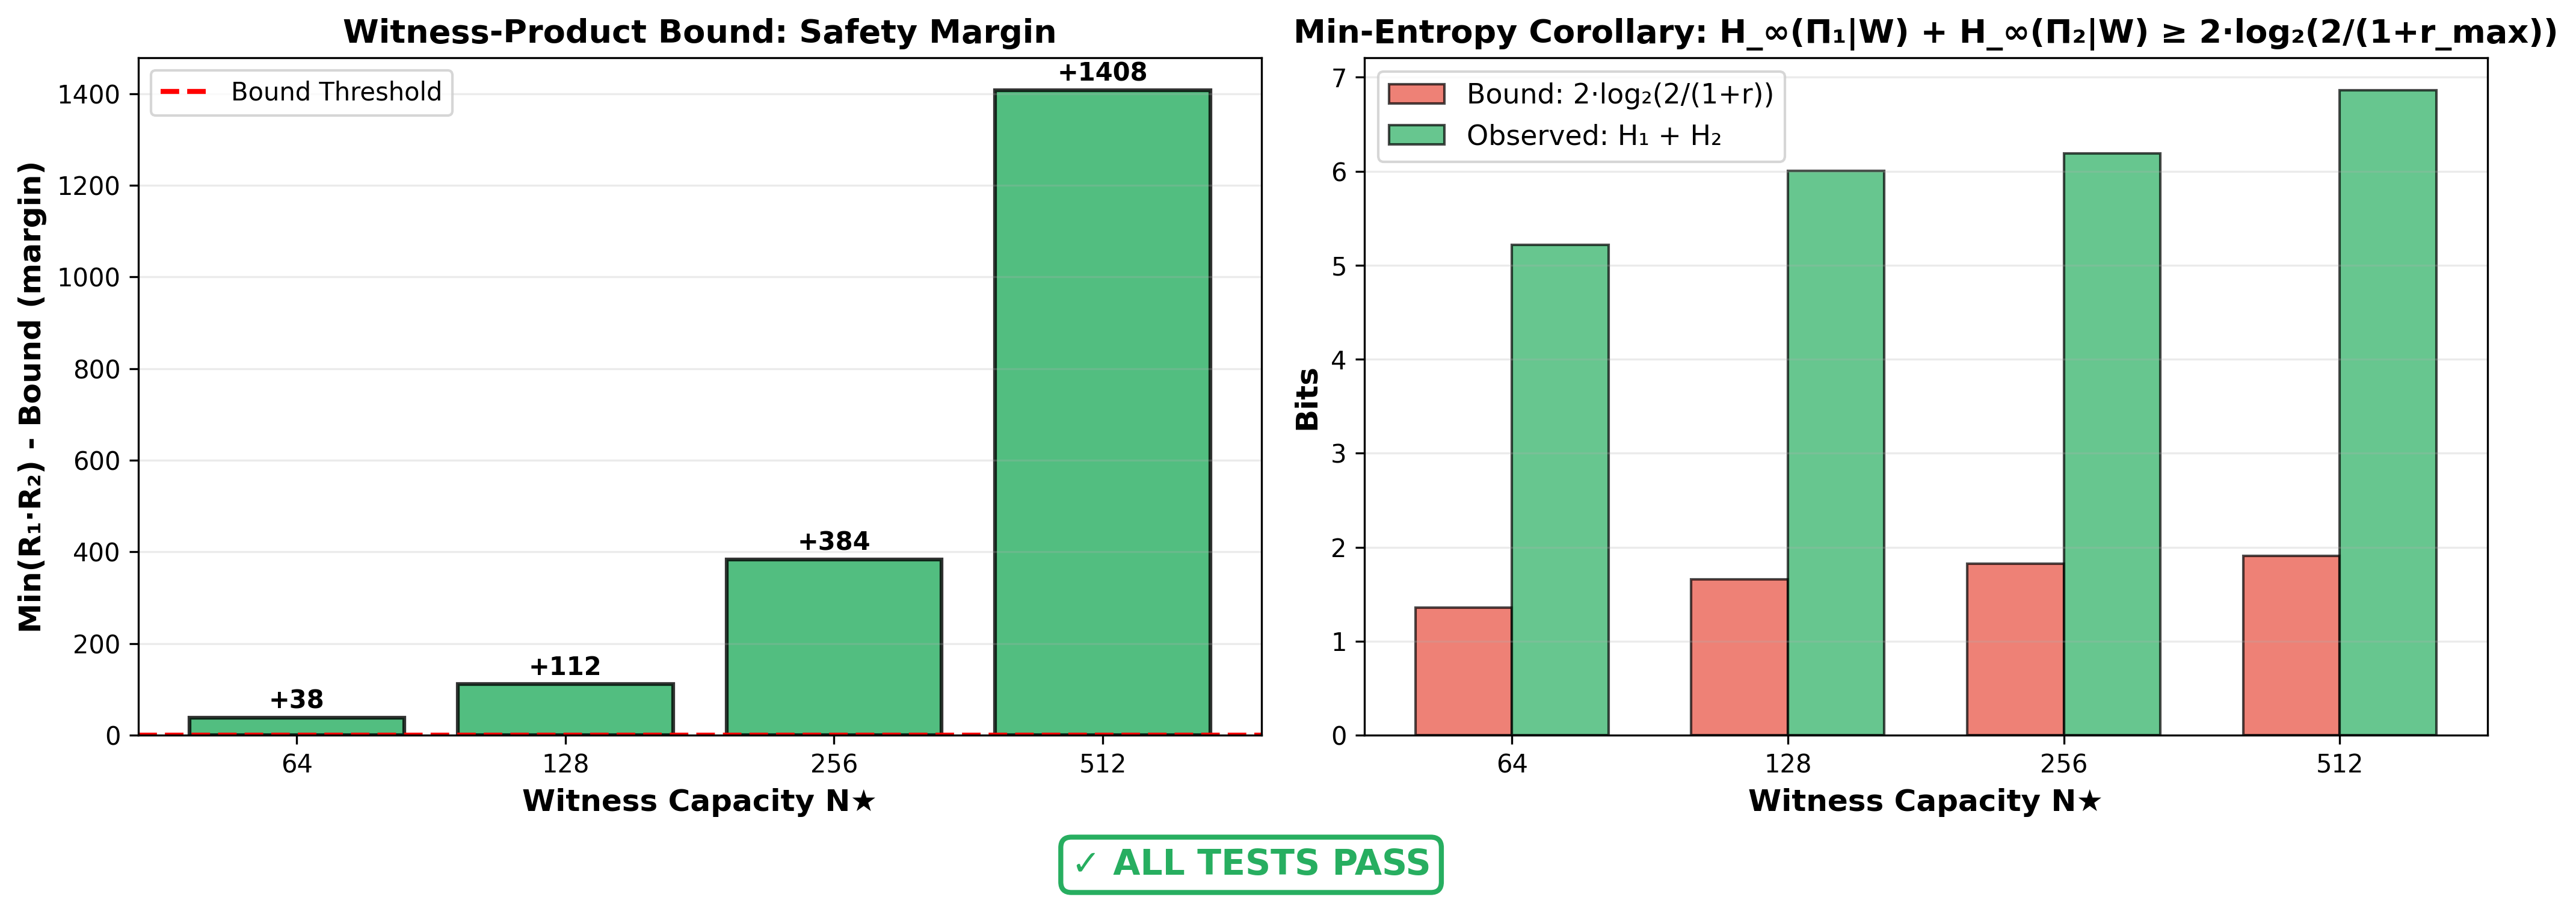 Witness-Product Bound: Safety Margin
Min(R₁·R₂) - Bound (margin)
1400
1200
1000
800
600
400
200
0
Bound Threshold
+38
+112
+384
+1408
64
128
256
512
Witness Capacity N★
Min-Entropy Corollary: H_∞(Π₁|W) + H_∞(Π₂|W) ≥ 2·log₂(2/(1+r_max))
Bits
7
6
5
4
3
2
1
0
Bound: 2·log₂(2/(1+r))
Observed: H₁ + H₂
64
128
256
512
Witness Capacity N★
✓ ALL TESTS PASS